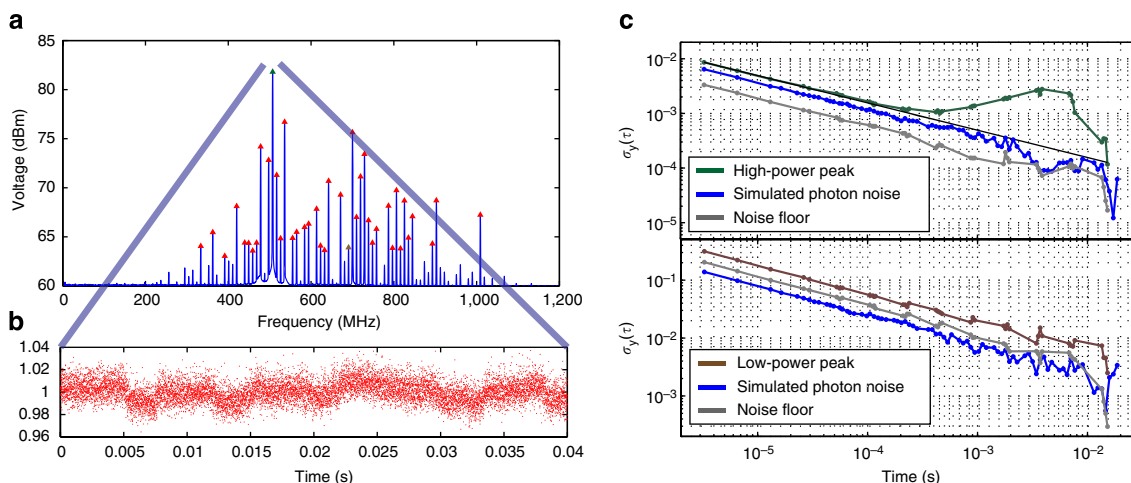 a
85
80
75
70
65
60
Voltage (dBm)
0
200
400
600
800
1,000
1,200
Frequency (MHz)
b
1.04
1.02
1
0.98
0.96
0
0.005
0.01
0.015
0.02
0.025
0.03
0.035
0.04
Time (s)
c
10⁻²
10⁻³
10⁻⁴
10⁻⁵
σy(τ)
High-power peak
Simulated photon noise
Noise floor
10⁻¹
10⁻²
10⁻³
σy(τ)
Low-power peak
Simulated photon noise
Noise floor
10⁻⁵
10⁻⁴
10⁻³
10⁻²
Time (s)